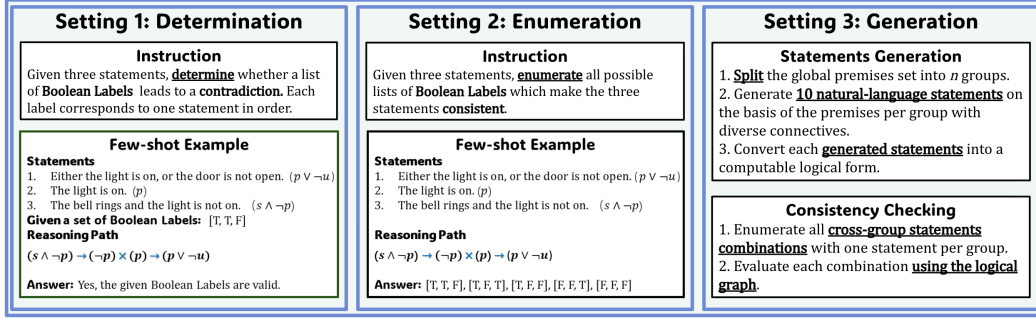 Setting 1: Determination
Instruction
Given three statements, determine whether a list
of Boolean Labels leads to a contradiction. Each
label corresponds to one statement in order.
Few-shot Example
Statements
1. Either the light is on, or the door is not open. (p ∨ ¬u)
2. The light is on. (p)
3. The bell rings and the light is not on. (s ∧ ¬p)
Given a set of Boolean Labels: [T, T, F]
Reasoning Path
(s ∧ ¬p) → (¬p) × (p) → (p ∨ ¬u)
Answer: Yes, the given Boolean Labels are valid.
Setting 2: Enumeration
Instruction
Given three statements, enumerate all possible
lists of Boolean Labels which make the three
statements consistent.
Few-shot Example
Statements
1. Either the light is on, or the door is not open. (p ∨ ¬u)
2. The light is on. (p)
3. The bell rings and the light is not on. (s ∧ ¬p)
Reasoning Path
(s ∧ ¬p) → (¬p) × (p) → (p ∨ ¬u)
Answer: [T, T, F], [T, F, T], [T, F, F], [F, F, T], [F, F, F]
Setting 3: Generation
Statements Generation
1. Split the global premises set into n groups.
2. Generate 10 natural-language statements on
the basis of the premises per group with
diverse connectives.
3. Convert each generated statements into a
computable logical form.
Consistency Checking
1. Enumerate all cross-group statements
combinations with one statement per group.
2. Evaluate each combination using the logical
graph.